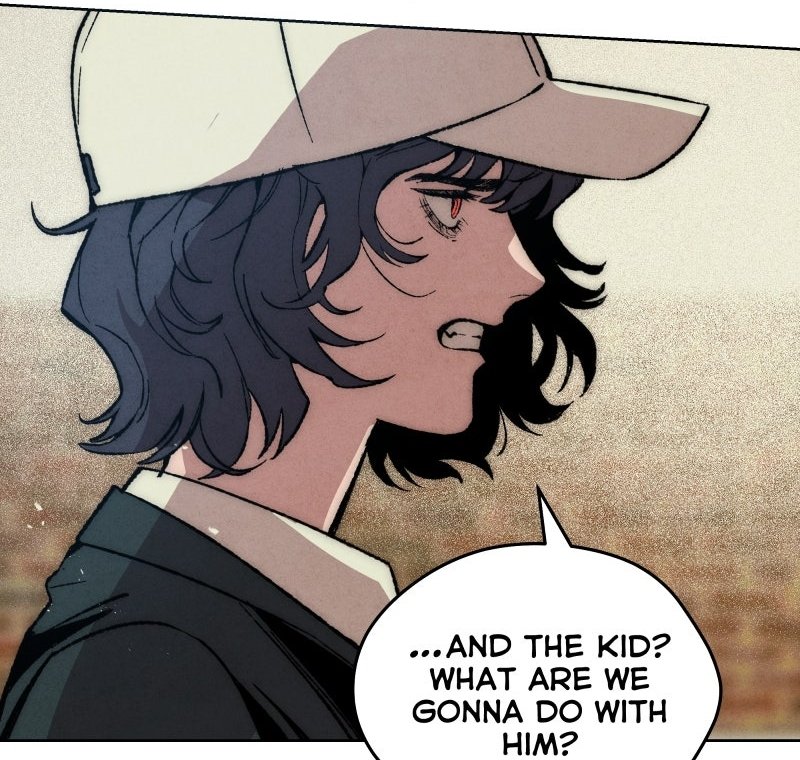 ...AND THE KID?
WHAT ARE WE
GONNA DO WITH
HIM?